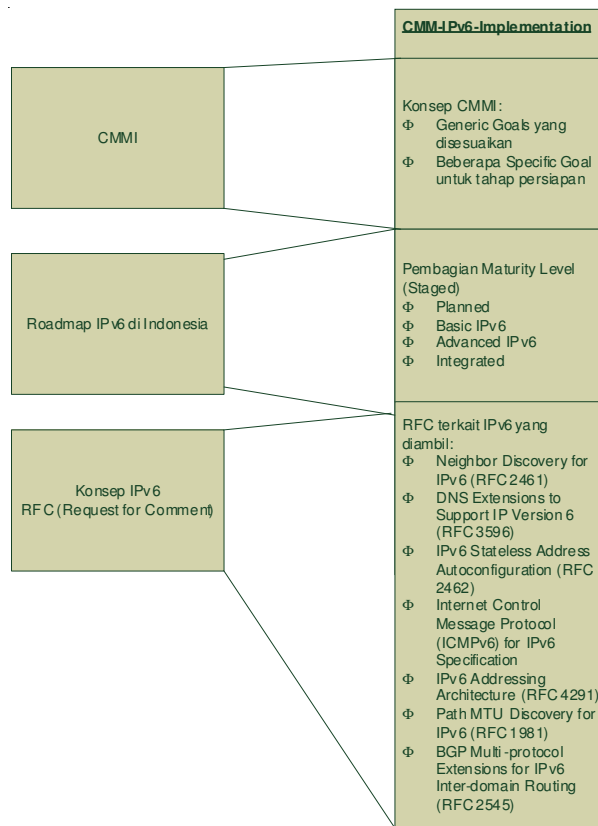 CMMI
Roadmap IPv6 di Indonesia
Konsep IPv6
RFC (Request for Comment)
CMM-IPv6-Implementation
Konsep CMMI:
Φ Generic Goals yang
disesuaikan
Φ Beberapa Specific Goal
untuk tahap persiapan
Pembagian Maturity Level
(Staged)
Φ Planned
Φ Basic IPv6
Φ Advanced IPv6
Φ Integrated
RFC terkait IPv6 yang
diambil:
Φ Neighbor Discovery for
IPv6 (RFC 2461)
Φ DNS Extensions to
Support IP Version 6
(RFC 3596)
Φ IPv6 Stateless Address
Autoconfiguration (RFC
2462)
Φ Internet Control
Message Protocol
(ICMPv6) for IPv6
Specification
Φ IPv6 Addressing
Architecture (RFC 4291)
Φ Path MTU Discovery for
IPv6 (RFC 1981)
Φ BGP Multi-protocol
Extensions for IPv6
Inter-domain Routing
(RFC 2545)